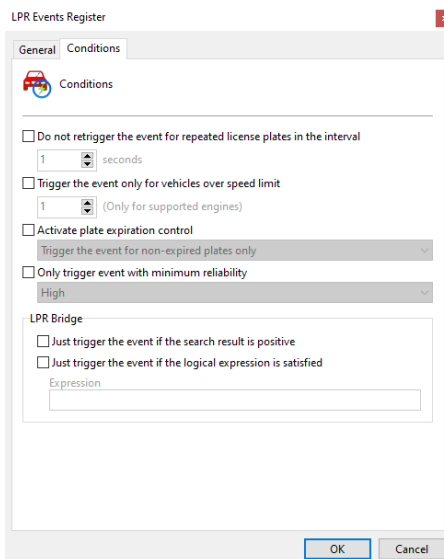 LPR Events Register
General Conditions
Conditions
Do not retrigger the event for repeated license plates in the interval
1 seconds
Trigger the event only for vehicles over speed limit
1 (Only for supported engines)
Activate plate expiration control
Trigger the event for non-expired plates only
Only trigger event with minimum reliability
High
LPR Bridge
Just trigger the event if the search result is positive
Just trigger the event if the logical expression is satisfied
Expression
OK Cancel